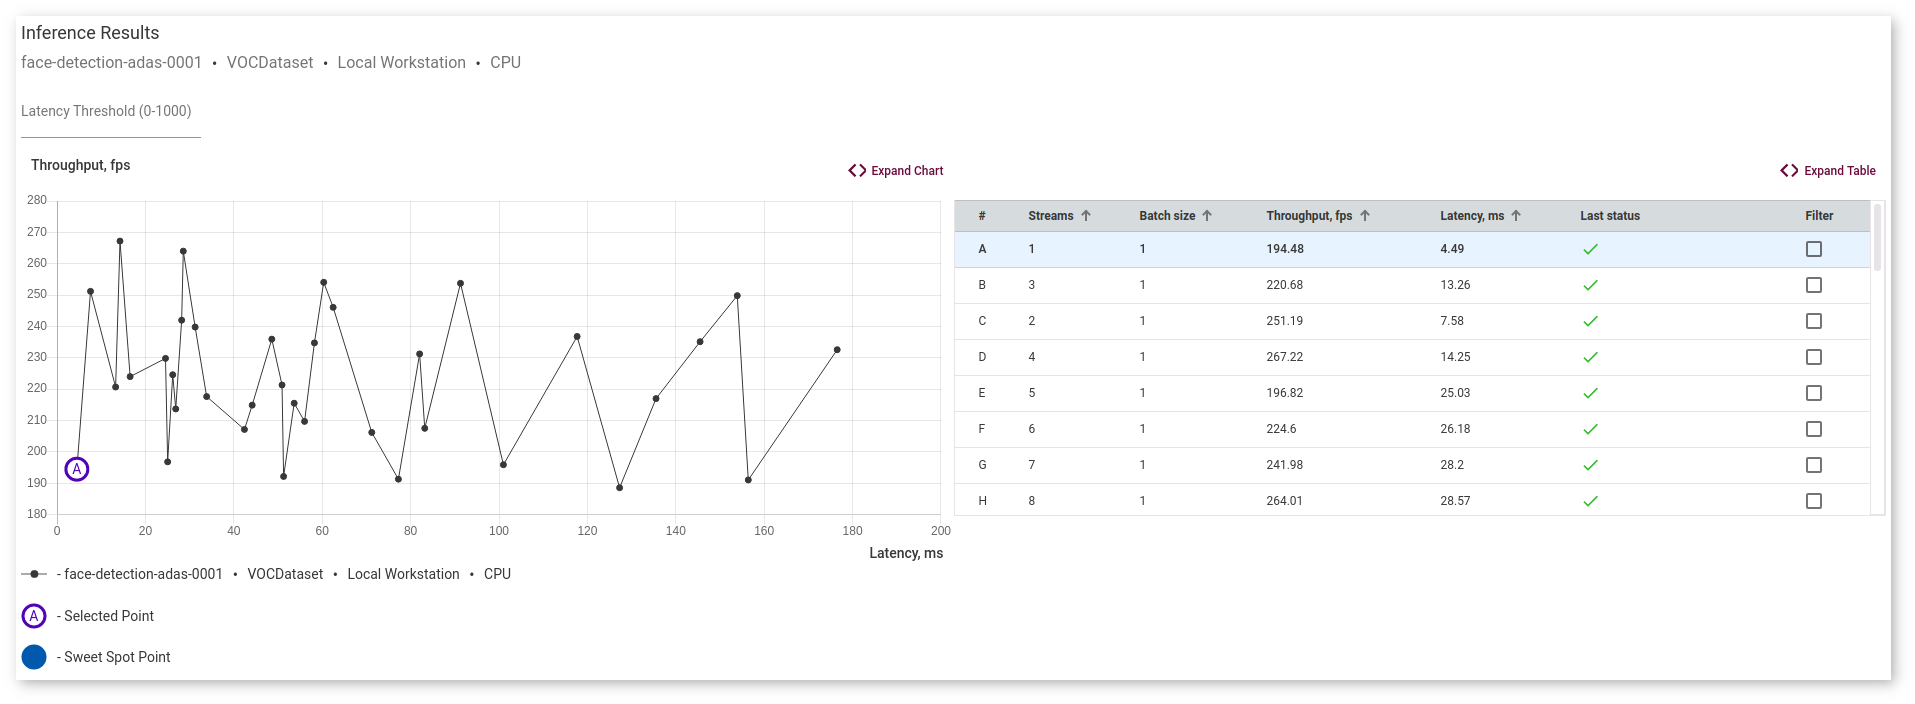 Inference Results
face-detection-adas-0001 • VOCDataset • Local Workstation • CPU
Latency Threshold (0-1000)
Throughput, fps
<> Expand Chart
280
270
260
250
240
230
220
210
200
190
180
A
0 20 40 60 80 100 120 140 160 180 200
Latency, ms
- face-detection-adas-0001 • VOCDataset • Local Workstation • CPU
A - Selected Point
- Sweet Spot Point
<> Expand Table
# Streams ↑ Batch size ↑ Throughput, fps ↑ Latency, ms ↑ Last status Filter
A 1 1 194.48 4.49
B 3 1 220.68 13.26
C 2 1 251.19 7.58
D 4 1 267.22 14.25
E 5 1 196.82 25.03
F 6 1 224.6 26.18
G 7 1 241.98 28.2
H 8 1 264.01 28.57